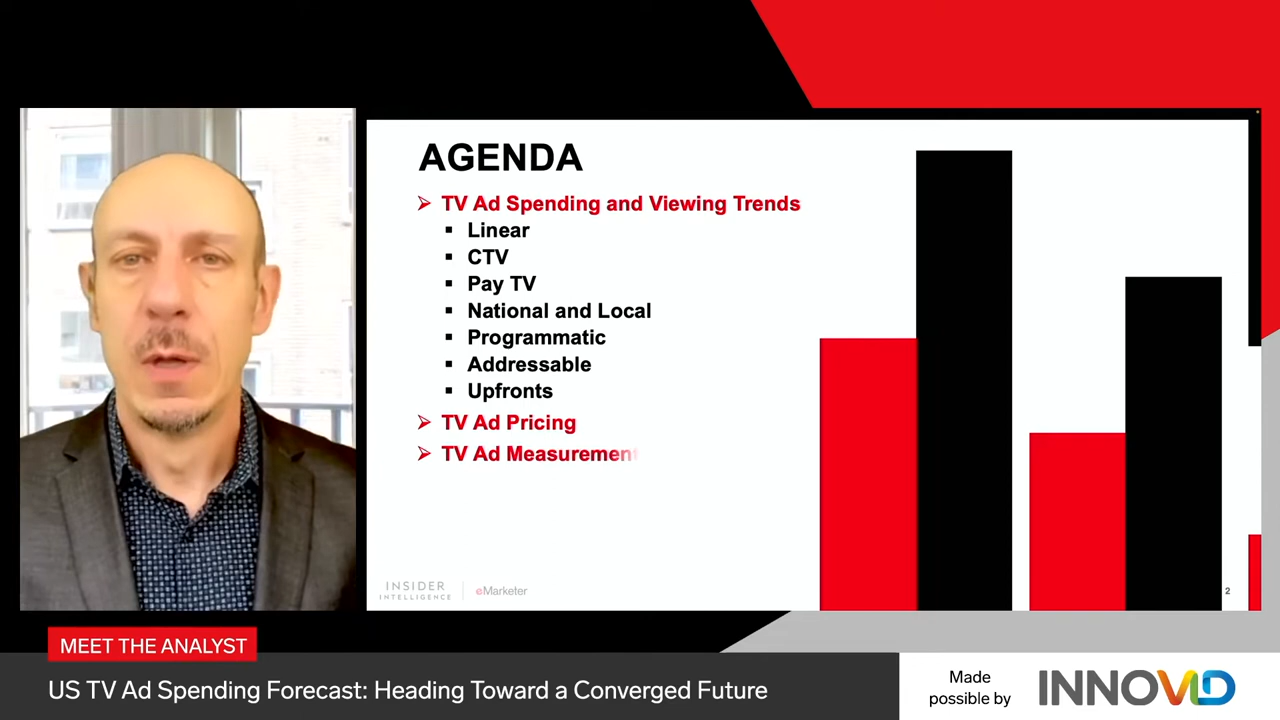 AGENDA
TV Ad Spending and Viewing Trends
Linear
CTV
Pay TV
National and Local
Programmatic
Addressable
Upfronts
TV Ad Pricing
TV Ad Measurement
INSIDER
INTELLIGENCE
eMarketer
2
MEET THE ANALYST
US TV Ad Spending Forecast: Heading Toward a Converged Future
Made
possible by
INNOVID